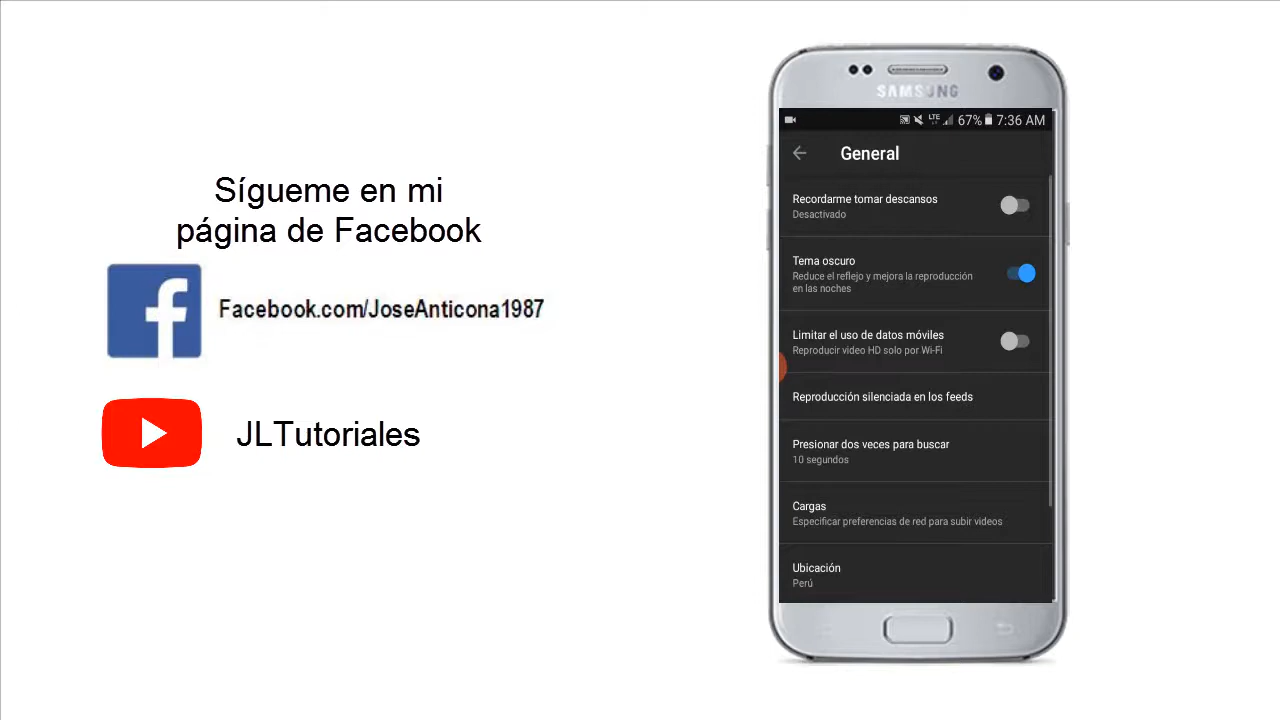 Sígueme en mi
página de Facebook
Facebook.com/JoseAnticona1987
JLTutoriales
SAMSUNG
LTE 67% 7:36 AM
General
Recordarme tomar descansos
Desactivado
Tema oscuro
Reduce el reflejo y mejora la reproducción
en las noches
Limitar el uso de datos móviles
Reproducir video HD solo por Wi-Fi
Reproducción silenciada en los feeds
Presionar dos veces para buscar
10 segundos
Cargas
Especificar preferencias de red para subir videos
Ubicación
Perú